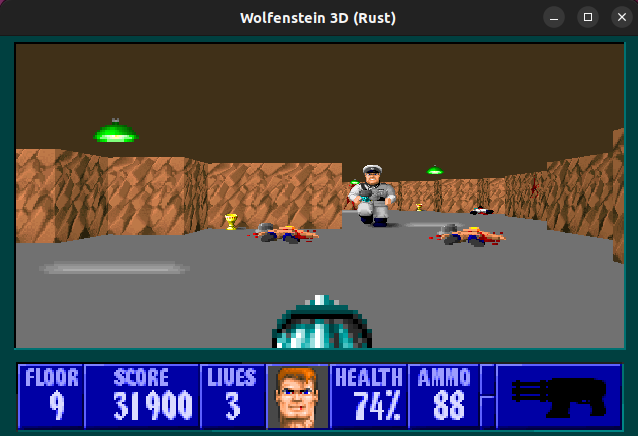 Wolfenstein 3D (Rust)
FLOOR SCORE LIVES HEALTH AMMO
9 31900 3 74% 88